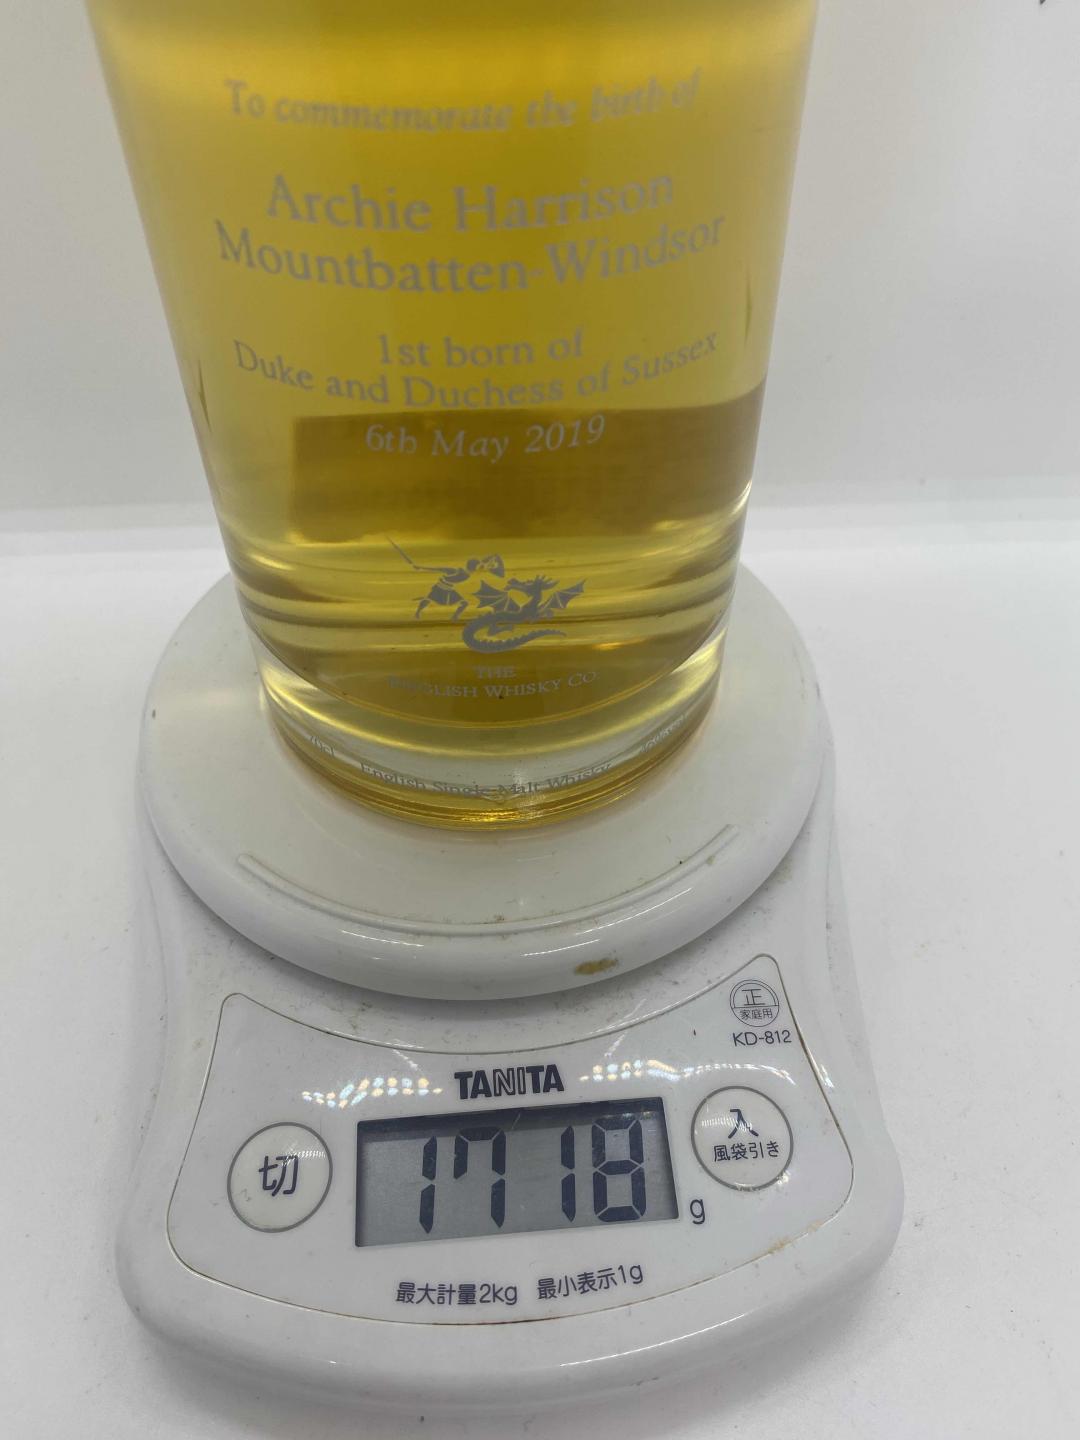 To commemorate the birth of
Archie Harrison
Mountbatten-Windsor
1st born of
Duke and Duchess of Sussex
6th May 2019
THE
ENGLISH WHISKY CO.
70cl English Single Malt Whisky
正
家庭用
KD-812
TANITA
切
1718 g
入
風袋引き
最大計量2kg 最小表示1g